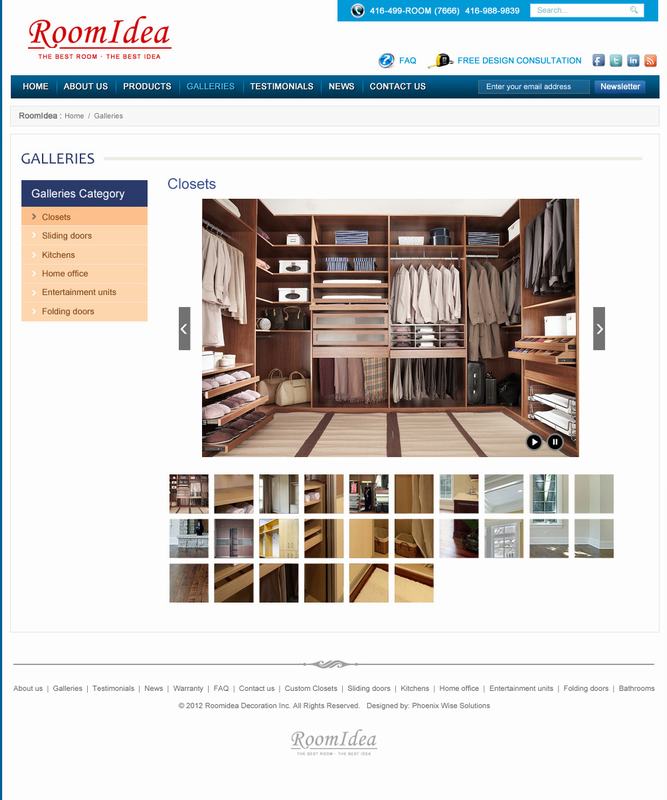 416-499-ROOM (7666) 416-988-9839 Search...
RoomIdea
THE BEST ROOM · THE BEST IDEA
FAQ FREE DESIGN CONSULTATION
HOME ABOUT US PRODUCTS GALLERIES TESTIMONIALS NEWS CONTACT US Enter your email address Newsletter
RoomIdea : Home / Galleries
GALLERIES
Galleries Category
Closets
Sliding doors
Kitchens
Home office
Entertainment units
Folding doors
Closets
About us | Galleries | Testimonials | News | Warranty | FAQ | Contact us | Custom Closets | Sliding doors | Kitchens | Home office | Entertainment units | Folding doors | Bathrooms
© 2012 Roomidea Decoration Inc. All Rights Reserved. Designed by: Phoenix Wise Solutions
RoomIdea
THE BEST ROOM · THE BEST IDEA